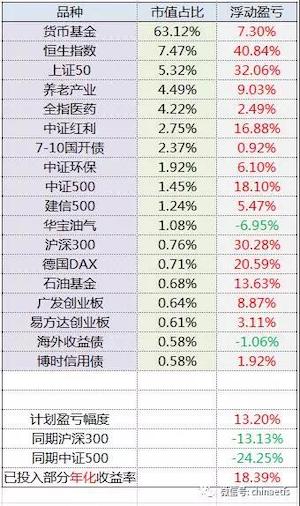 品种 市值占比 浮动盈亏
货币基金 63.12% 7.30%
恒生指数 7.47% 40.84%
上证50 5.32% 32.06%
养老产业 4.49% 9.03%
全指医药 4.22% 2.49%
中证红利 2.75% 16.88%
7-10国开债 2.37% 0.92%
中证环保 1.92% 6.10%
中证500 1.45% 18.10%
建信500 1.24% 5.47%
华宝油气 1.08% -6.95%
沪深300 0.76% 30.28%
德国DAX 0.71% 20.59%
石油基金 0.68% 13.63%
广发创业板 0.64% 8.87%
易方达创业板 0.61% 3.11%
海外收益债 0.58% -1.06%
博时信用债 0.58% 1.92%
计划盈亏幅度 13.20%
同期沪深300 -13.13%
同期中证500 -24.25%
已投入部分年化收益率 18.39%
微信号: chinaetfs